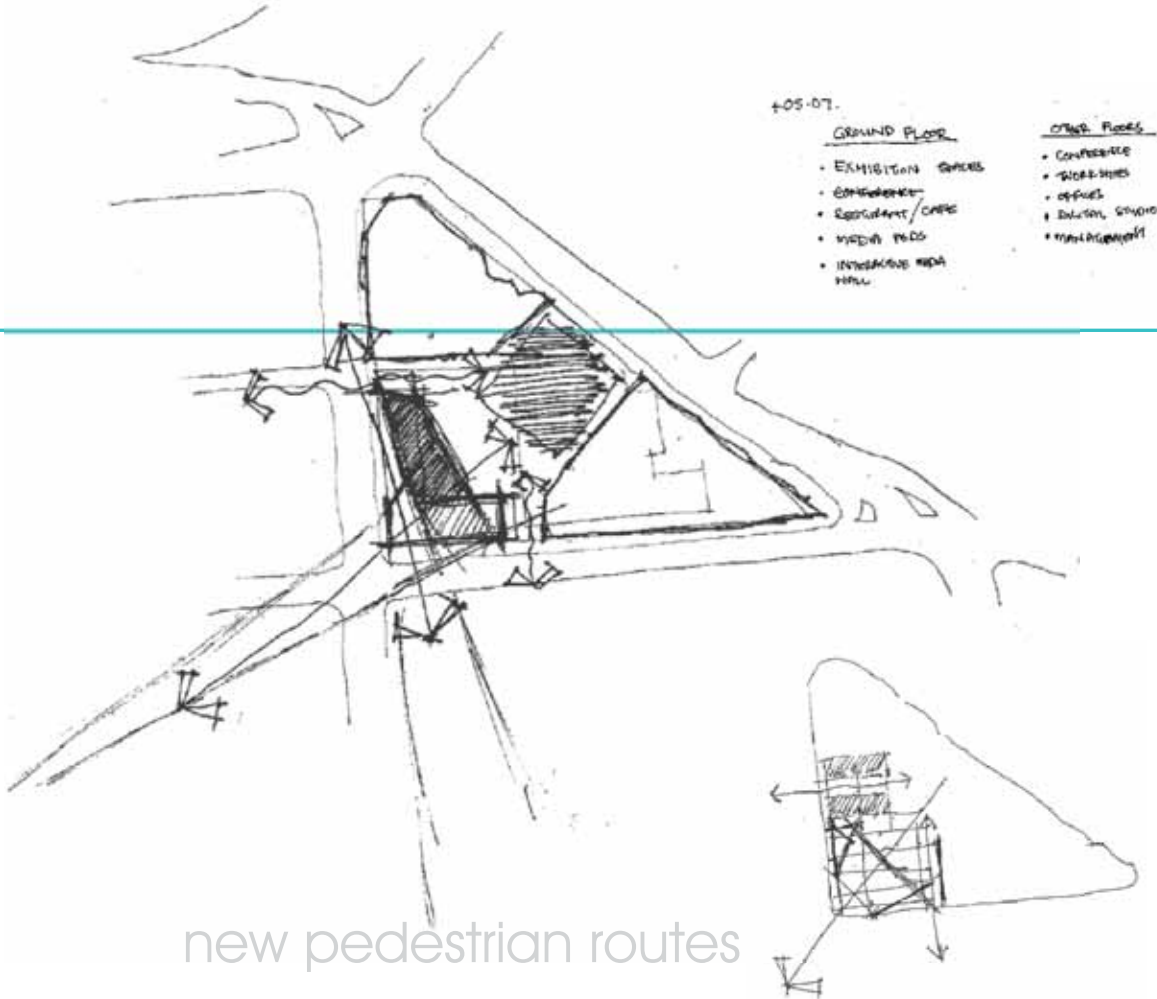 05-07.
GROUND FLOOR
• EXHIBITION SPACES
• CONFERENCE
• RESTAURANT/CAFE
• MEDIA PODS
• INTERACTIVE MEDIA
WALL
OTHER FLOORS
• CONFERENCE
• WORKSHOPS
• OFFICES
• DIGITAL STUDIO
• MANAGEMENT
new pedestrian routes